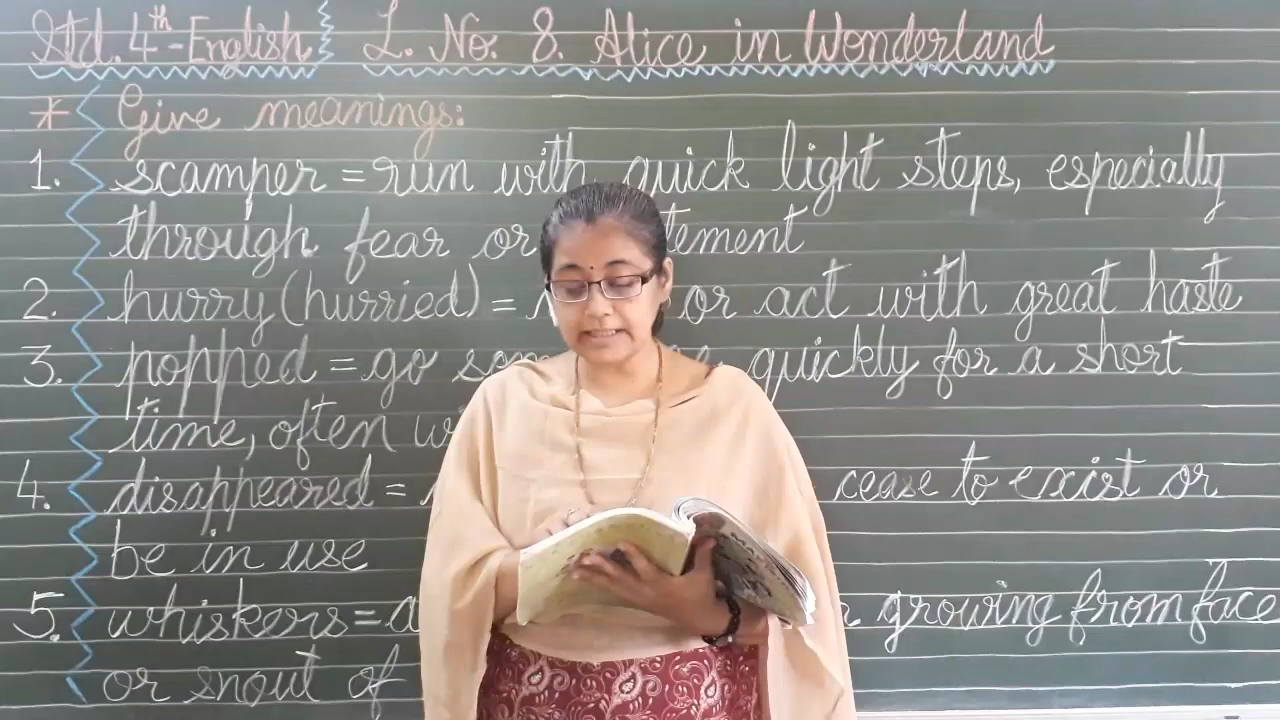 Std. 4th-English L. No. 8. Alice in Wonderland
* Give meanings:
1. scamper = run with quick light steps, especially
through fear or tement
2. hurry (hurried) = or act with great haste
3. popped = go quickly for a short
time, often
4. disappeared = cease to exist or
be in use
5. whiskers = growing from face
or snout of